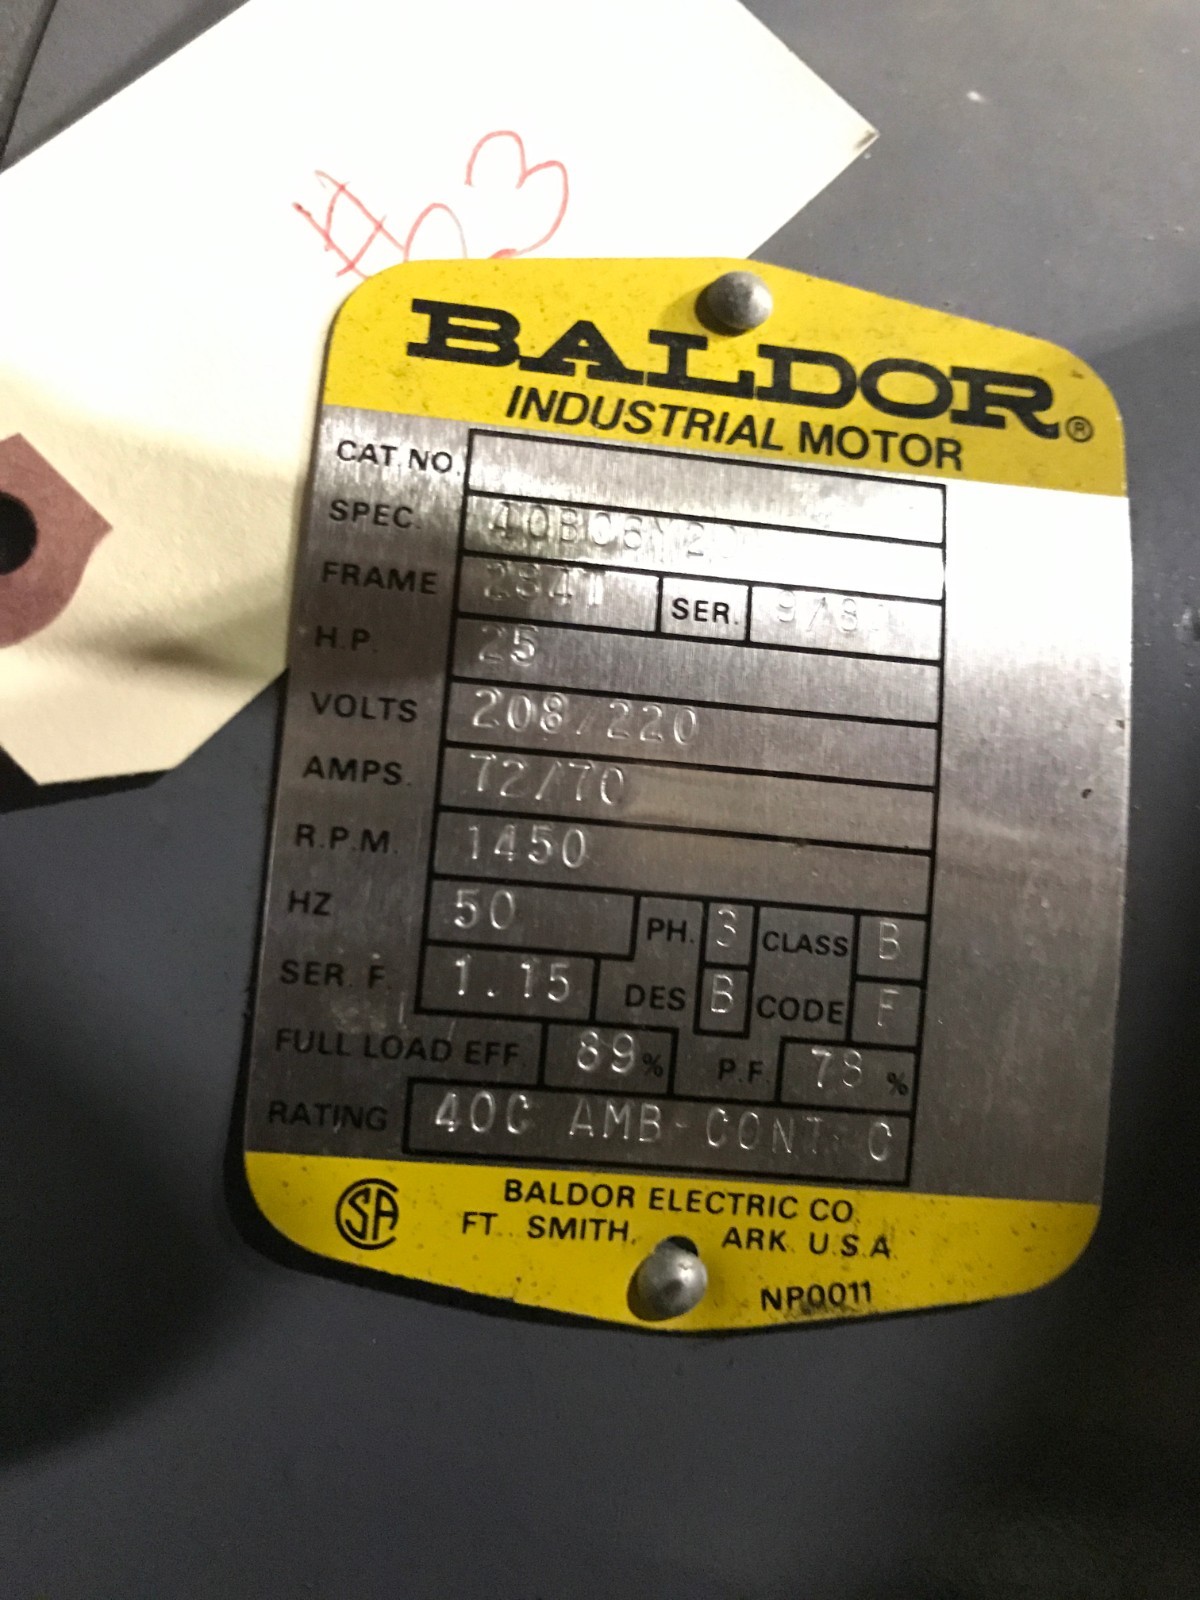 BALDOR®
INDUSTRIAL MOTOR
CAT. NO.
SPEC.
FRAME 284T SER.
H.P. 25
VOLTS 208/220
AMPS. 72/70
R.P.M. 1450
HZ 50 PH. 3 CLASS B
SER. F. 1.15 DES B CODE F
FULL LOAD EFF. 89 % P.F. 78 %
RATING 40C AMB-CONT C
SA
BALDOR ELECTRIC CO.
FT. SMITH, ARK. U.S.A.
NP0011